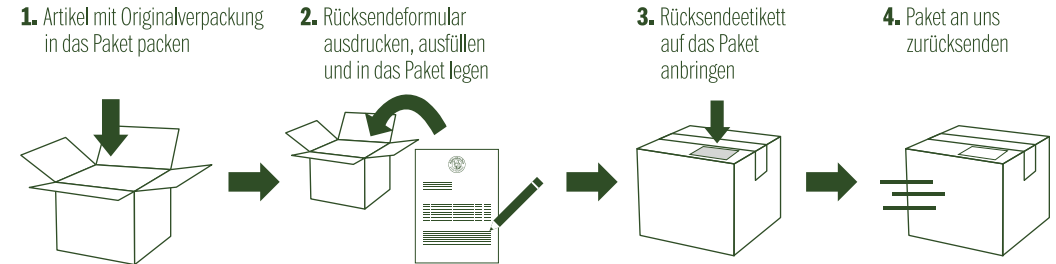 1. Artikel mit Originalverpackung
in das Paket packen
2. Rücksendeformular
ausdrucken, ausfüllen
und in das Paket legen
3. Rücksendeetikett
auf das Paket
anbringen
4. Paket an uns
zurücksenden